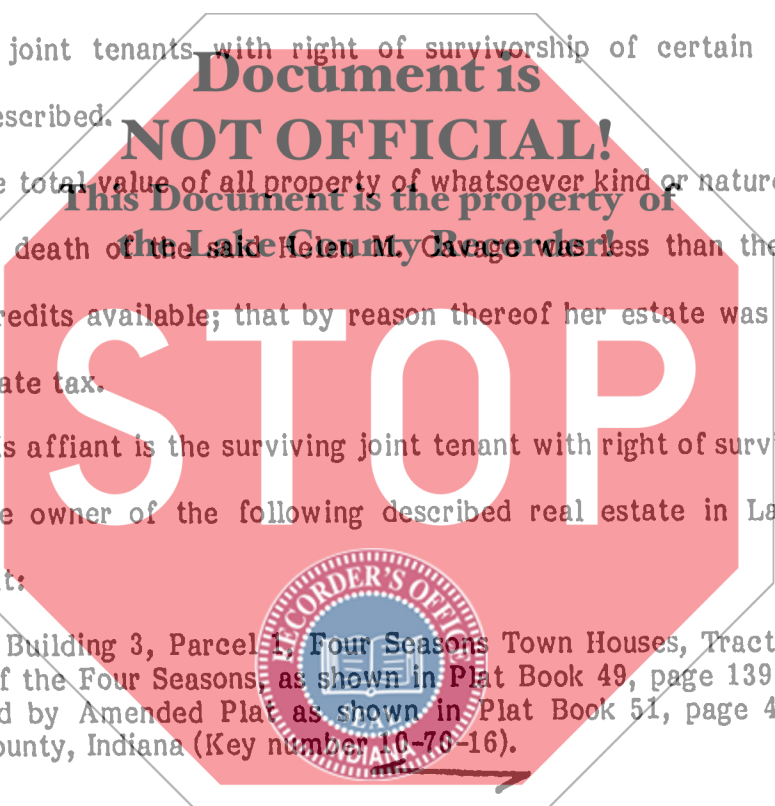 joint tenants with right of survivorship of certain
Document is
escribed.
NOT OFFICIAL!
e total value of all property of whatsoever kind or nature
This Document is the property of
death of the said Helen M. Cavage was less than the
the Lake County Recorder!
redits available; that by reason thereof her estate was
ate tax.
STOP
s affiant is the surviving joint tenant with right of survi
e owner of the following described real estate in La
t:
RECORDER'S OFFICE
Building 3, Parcel 1, Four Seasons Town Houses, Tract
f the Four Seasons, as shown in Plat Book 49, page 139
d by Amended Plat as shown in Plat Book 51, page 4
ounty, Indiana (Key number 10-70-16).
INDIANA